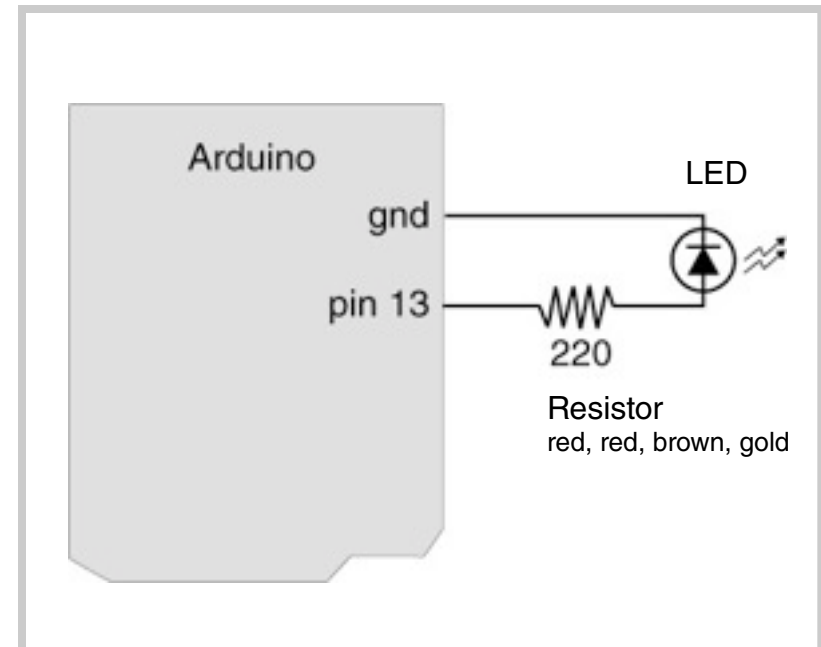 Arduino
LED
gnd
pin 13
220
Resistor
red, red, brown, gold